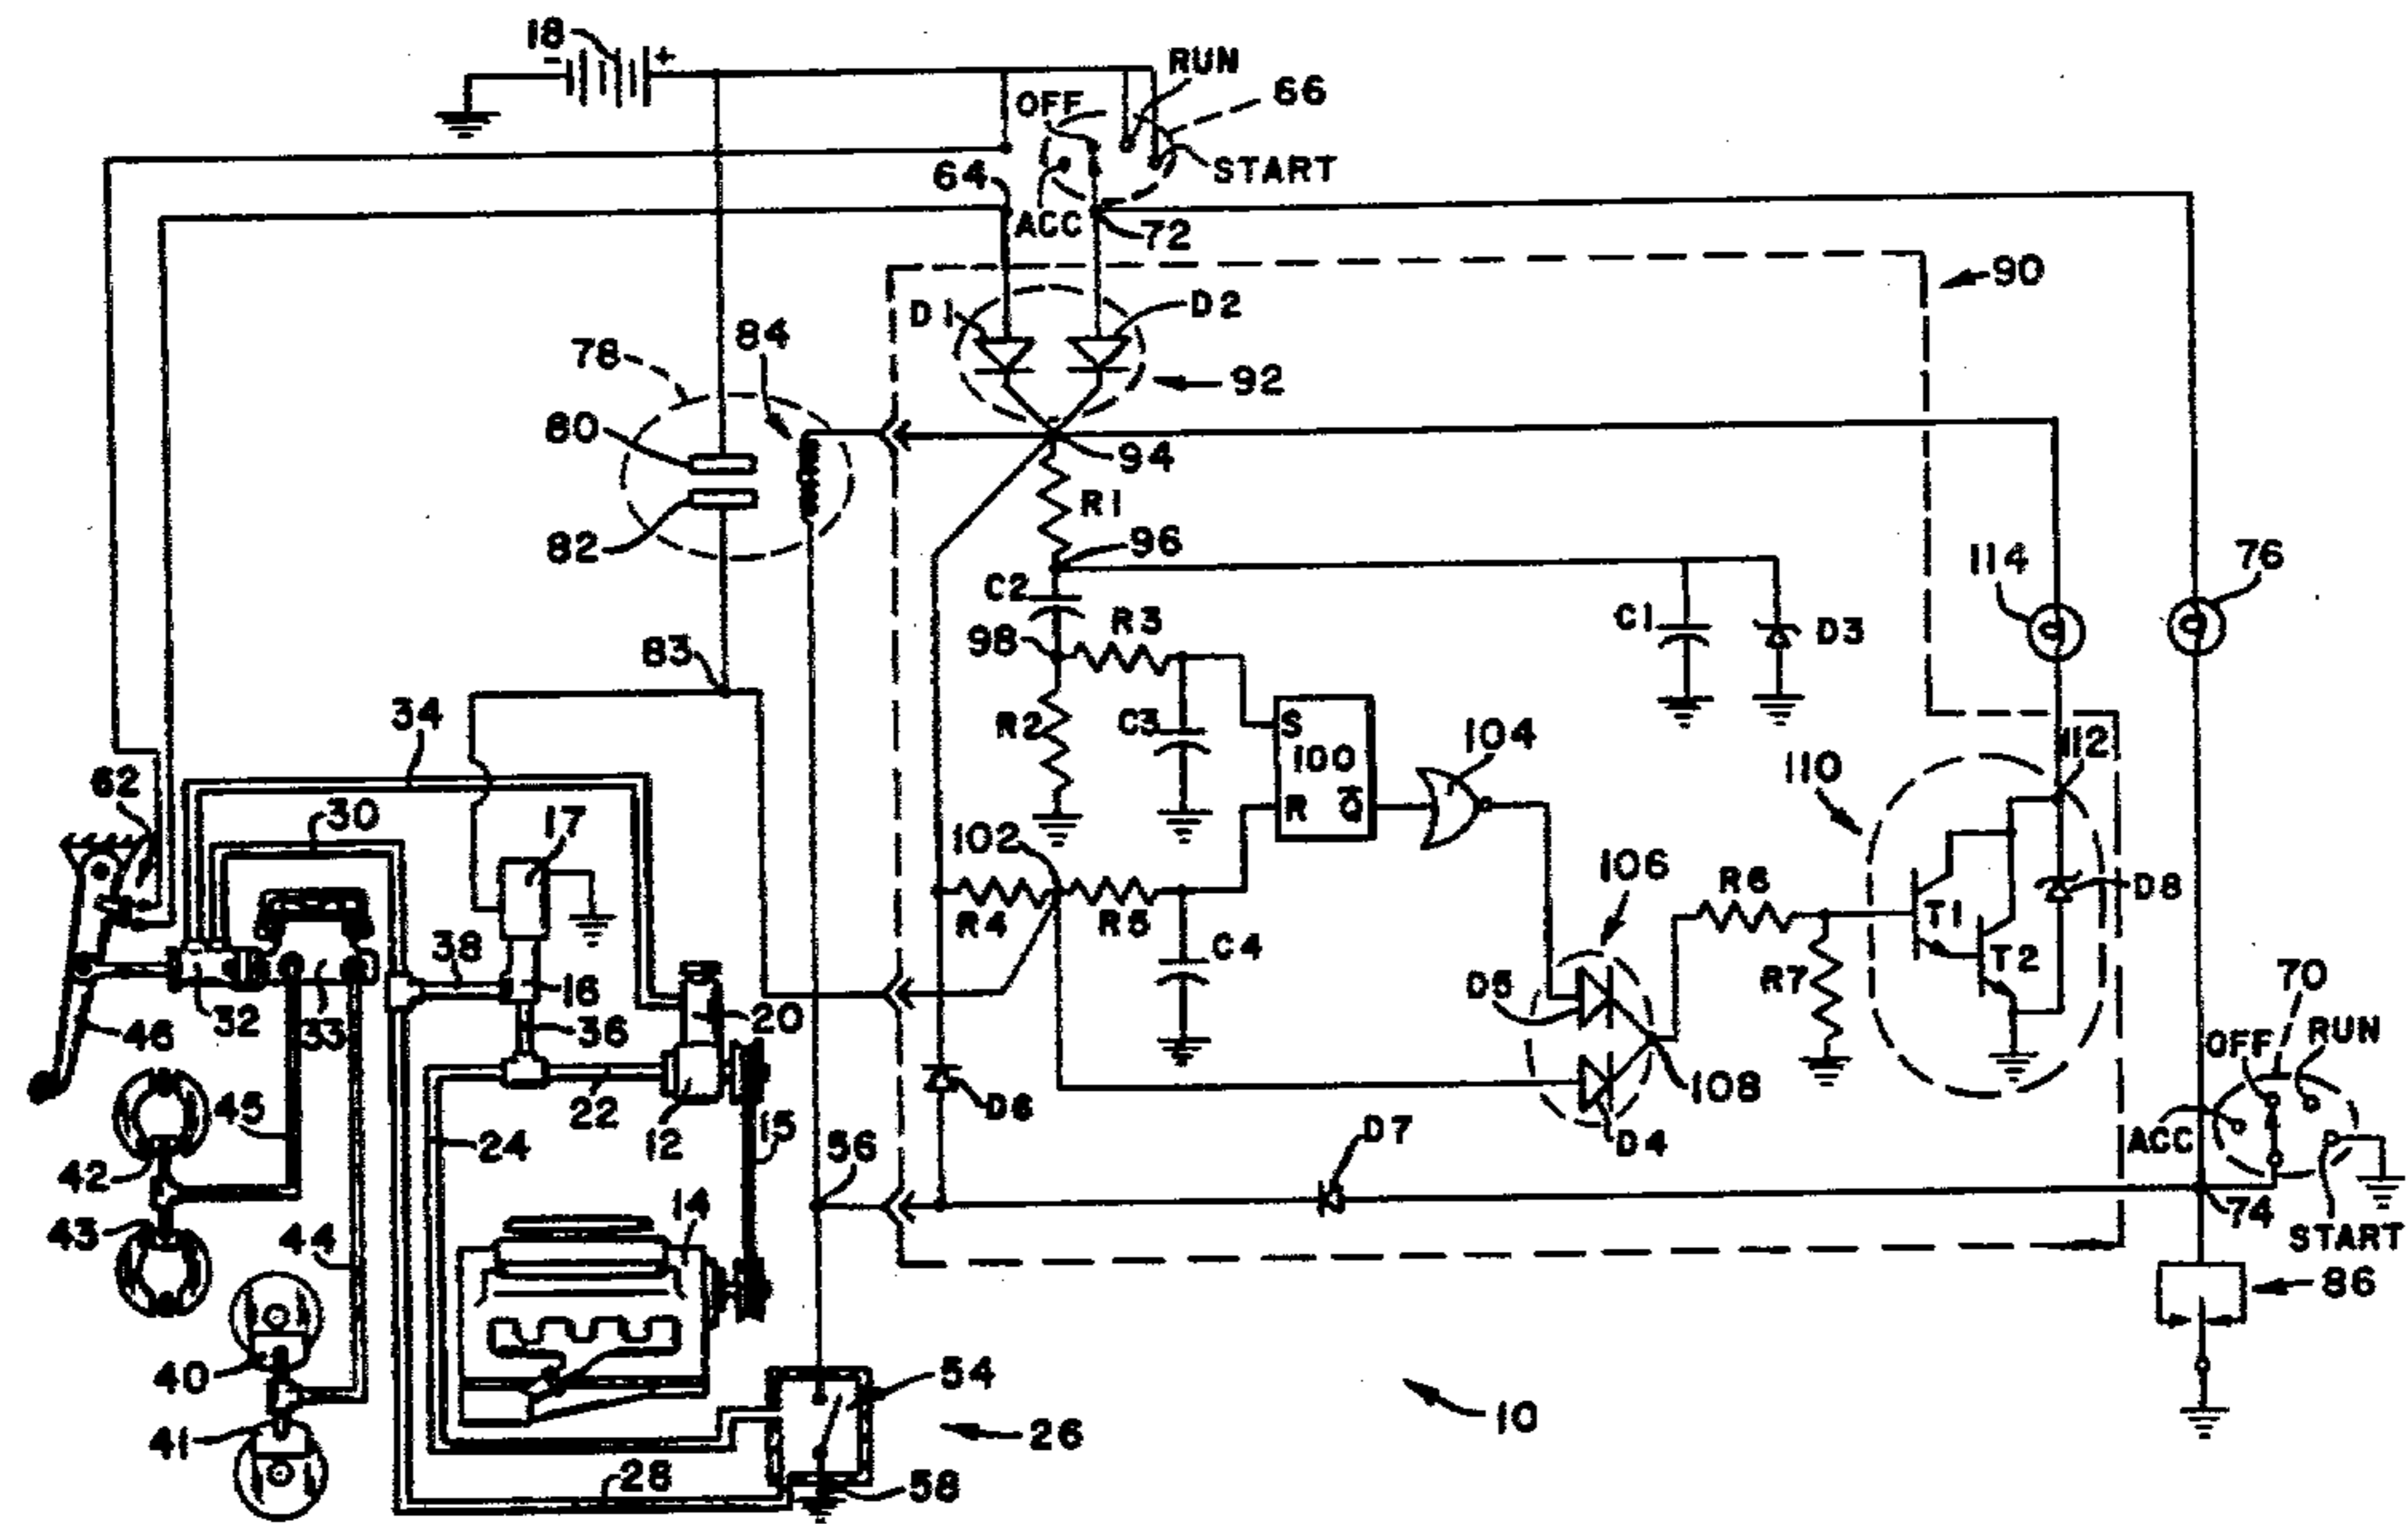 18
-
+
RUN
OFF
66
START
64
ACC
72
90
D1
D2
84
78
92
80
94
R1
82
96
114
76
C2
R3
C1
D3
98
83
34
R2
C3
S
100
R
Q̅
104
112
110
62
30
17
102
106
R6
D8
R4
R5
T1
38
C4
T2
D5
R7
70
16
32
33
46
36
20
OFF
RUN
108
D6
22
12
15
45
24
56
D7
D4
ACC
42
14
74
43
44
START
86
40
54
10
41
26
28
58